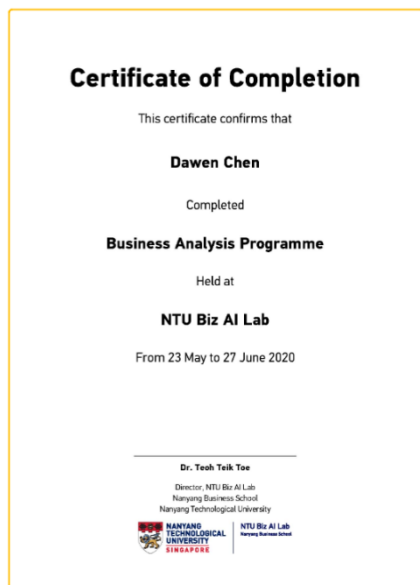 Certificate of Completion
This certificate confirms that
Dawen Chen
Completed
Business Analysis Programme
Held at
NTU Biz AI Lab
From 23 May to 27 June 2020
Dr. Teoh Teik Toe
Director, NTU Biz AI Lab
Nanyang Business School
Nanyang Technological University
NANYANG
TECHNOLOGICAL
UNIVERSITY
SINGAPORE
NTU Biz AI Lab
Nanyang Business School